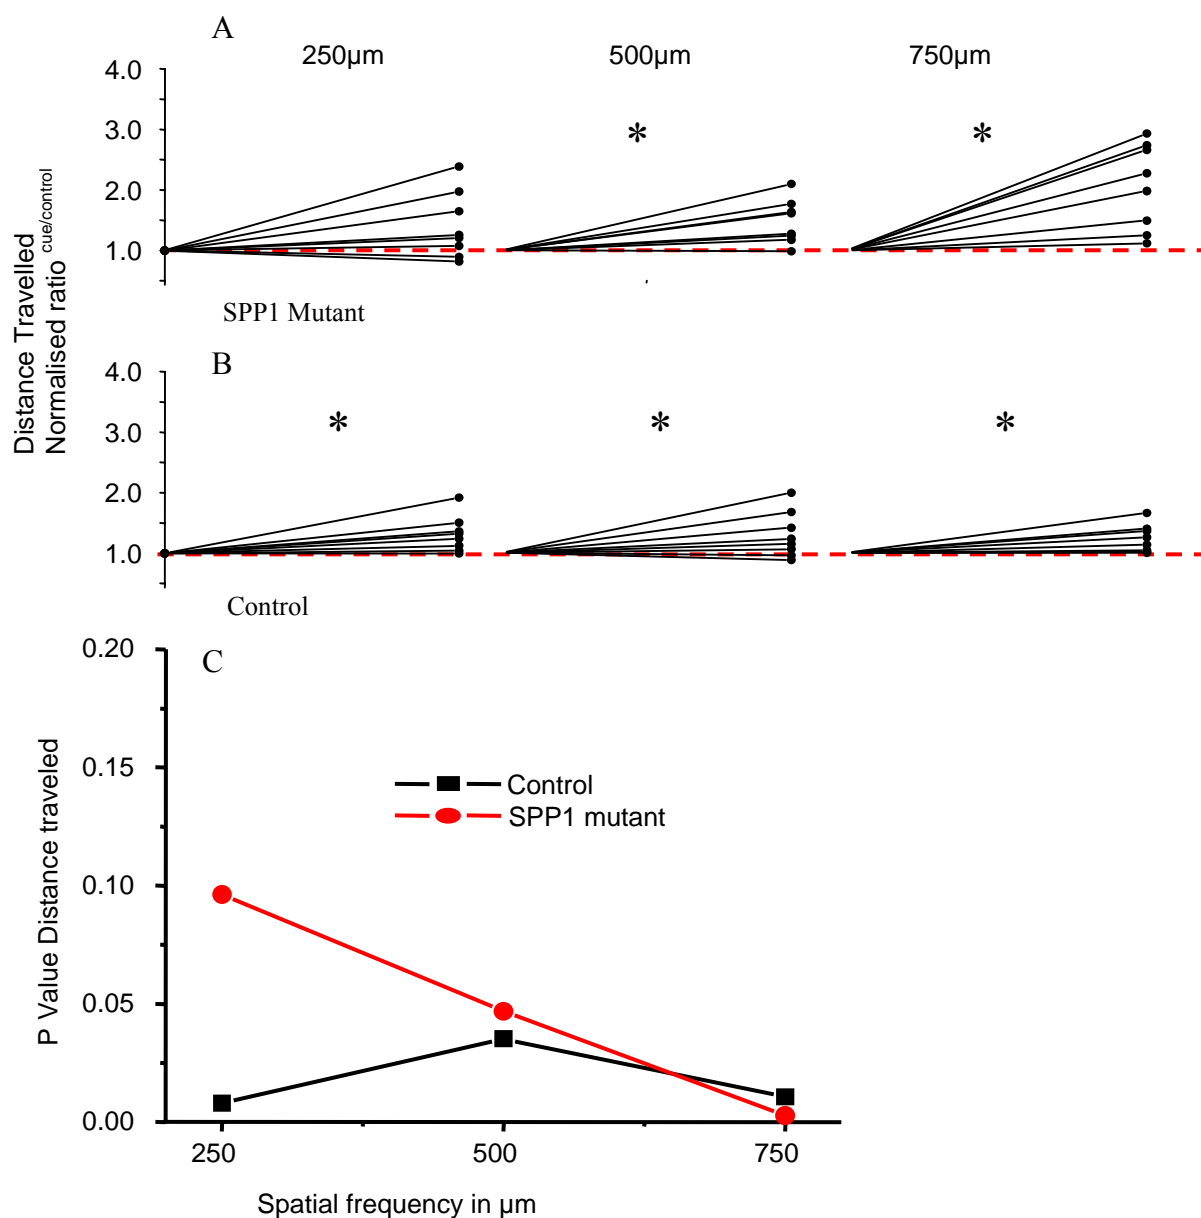 A
250µm 500µm 750µm
4.0
3.0
2.0
1.0
* *
SPP1 Mutant
Distance Travelled
Normalised ratio cue/control
B
4.0
3.0
2.0
1.0
* * *
Control
C
0.20
0.15
0.10
0.05
0.00
P Value Distance traveled
Control
SPP1 mutant
250 500 750
Spatial frequency in µm